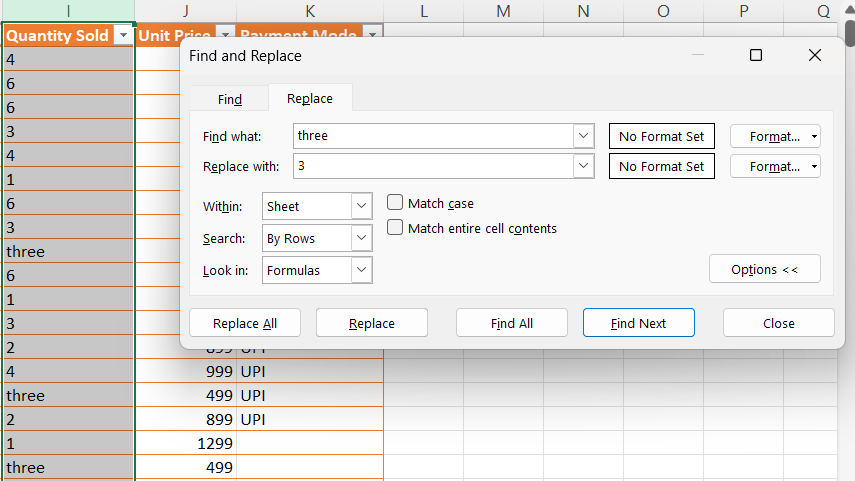 I J K L M N O P Q
Quantity Sold Unit Price Payment Mode
Find and Replace
4
6
6
3
4
1
6
3
three
6
1
3
Find Replace
Find what: three No Format Set Format...
Replace with: 3 No Format Set Format...
Within: Sheet Match case
Search: By Rows Match entire cell contents
Look in: Formulas Options <<
Replace All Replace Find All Find Next Close
2 899 UPI
4 999 UPI
three 499 UPI
2 899 UPI
1 1299
three 499